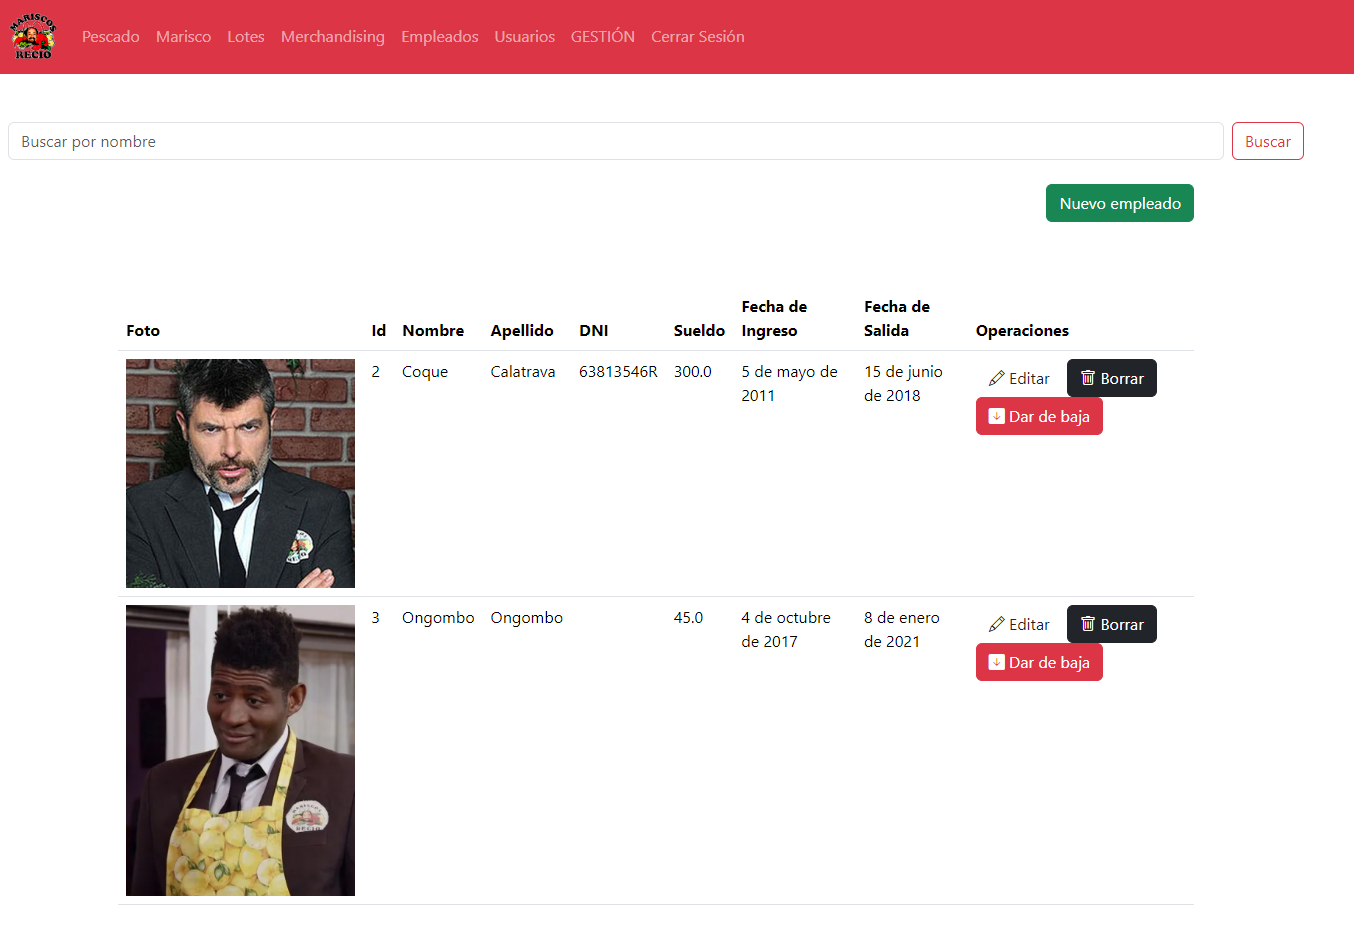 MARISCOS
RECIO
Pescado Marisco Lotes Merchandising Empleados Usuarios GESTIÓN Cerrar Sesión
Buscar por nombre Buscar
Nuevo empleado
Foto Id Nombre Apellido DNI Sueldo Fecha de Ingreso Fecha de Salida Operaciones
2 Coque Calatrava 63813546R 300.0 5 de mayo de 2011 15 de junio de 2018 Editar Borrar
Dar de baja
3 Ongombo Ongombo 45.0 4 de octubre de 2017 8 de enero de 2021 Editar Borrar
Dar de baja
MARISCOS
RECIO